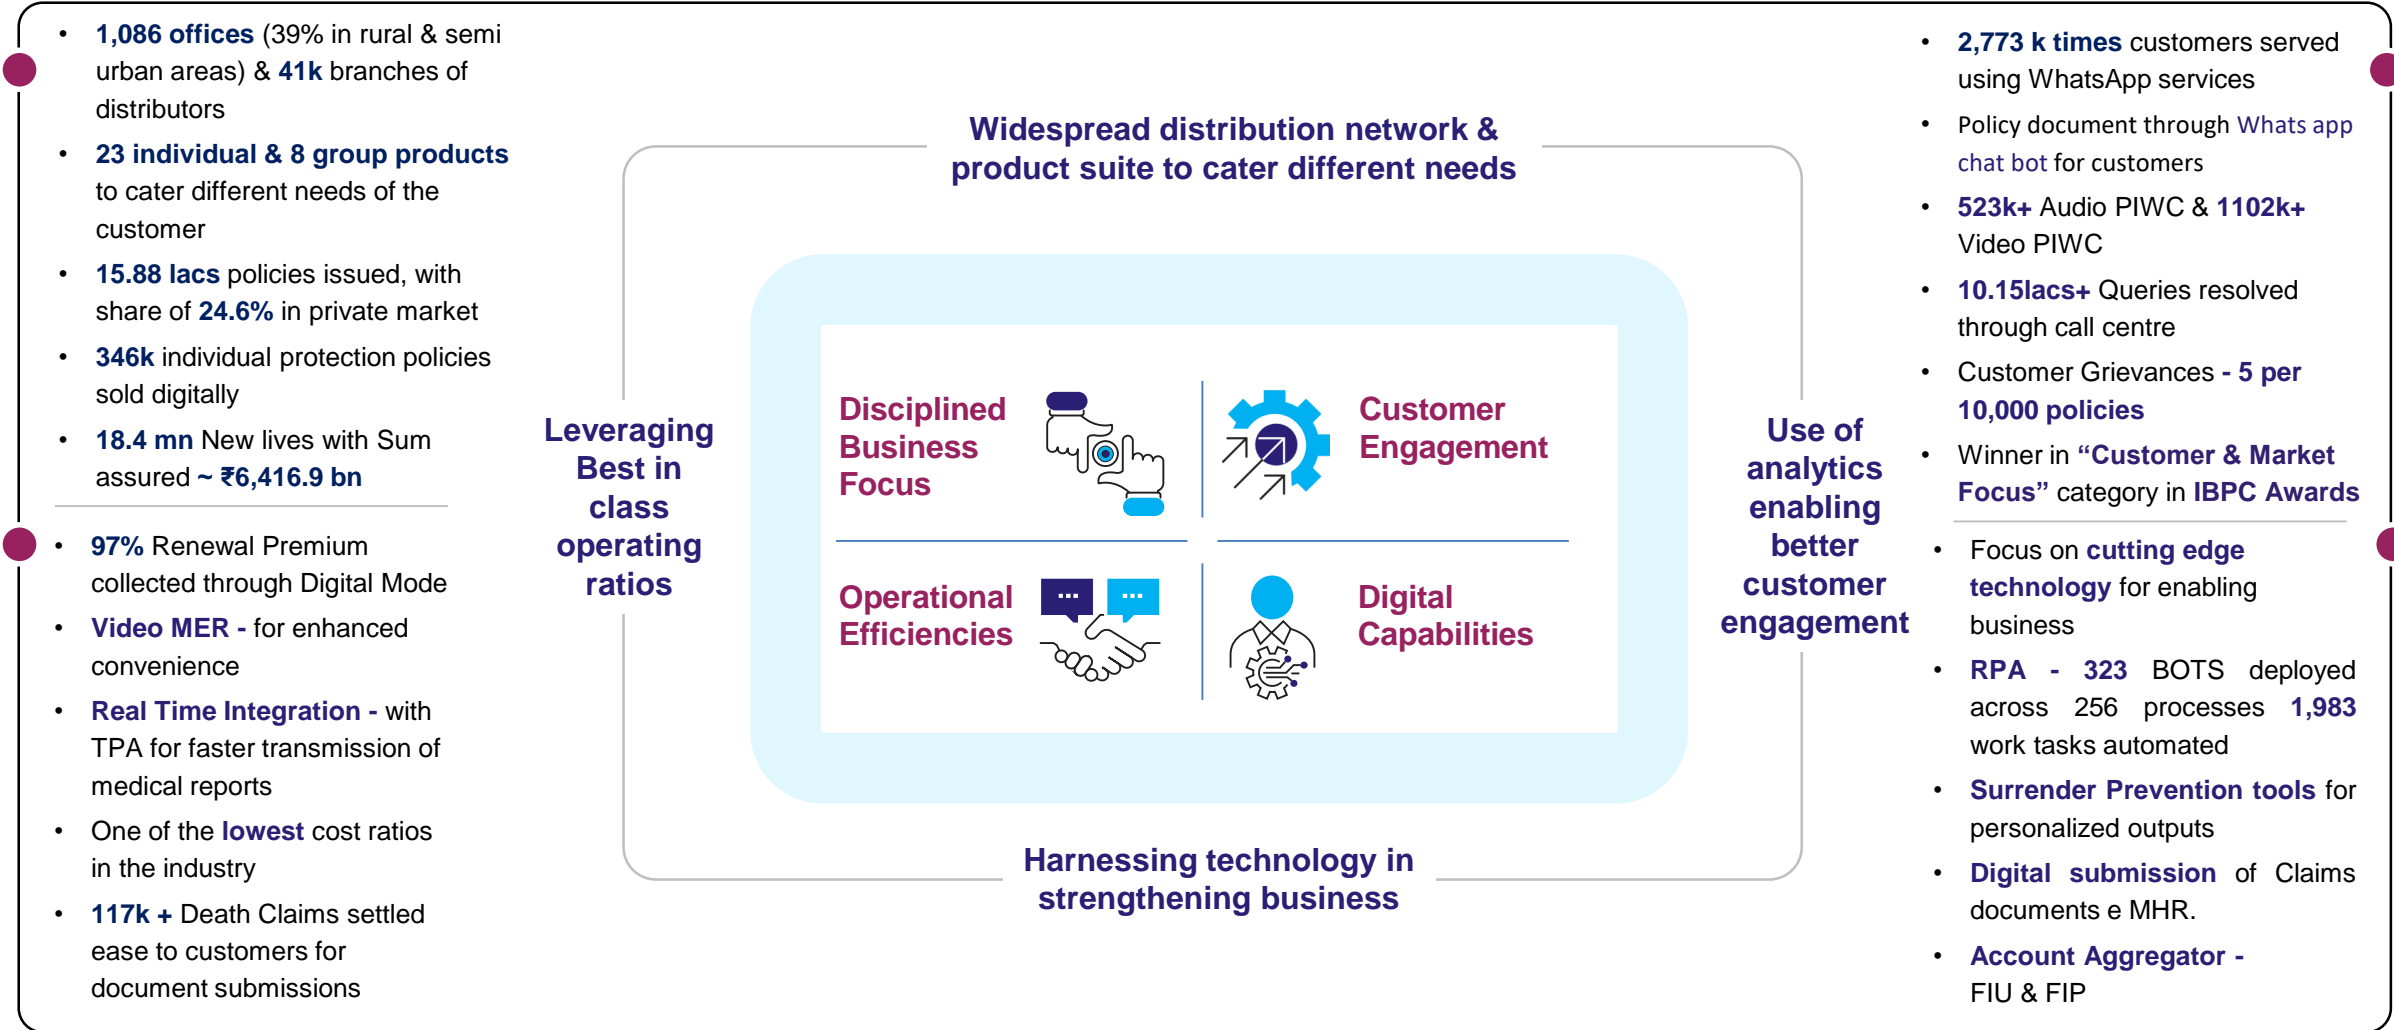 • 1,086 offices (39% in rural & semi
urban areas) & 41k branches of
distributors
• 23 individual & 8 group products
to cater different needs of the
customer
• 15.88 lacs policies issued, with
share of 24.6% in private market
• 346k individual protection policies
sold digitally
• 18.4 mn New lives with Sum
assured ~ ₹6,416.9 bn
• 97% Renewal Premium
collected through Digital Mode
• Video MER - for enhanced
convenience
• Real Time Integration - with
TPA for faster transmission of
medical reports
• One of the lowest cost ratios
in the industry
• 117k + Death Claims settled
ease to customers for
document submissions
Widespread distribution network &
product suite to cater different needs
Leveraging
Best in
class
operating
ratios
Disciplined
Business
Focus
Customer
Engagement
Operational
Efficiencies
Digital
Capabilities
Use of
analytics
enabling
better
customer
engagement
Harnessing technology in
strengthening business
• 2,773 k times customers served
using WhatsApp services
• Policy document through Whats app
chat bot for customers
• 523k+ Audio PIWC & 1102k+
Video PIWC
• 10.15lacs+ Queries resolved
through call centre
• Customer Grievances - 5 per
10,000 policies
• Winner in “Customer & Market
Focus” category in IBPC Awards
• Focus on cutting edge
technology for enabling
business
• RPA - 323 BOTS deployed
across 256 processes 1,983
work tasks automated
• Surrender Prevention tools for
personalized outputs
• Digital submission of Claims
documents e MHR.
• Account Aggregator -
FIU & FIP